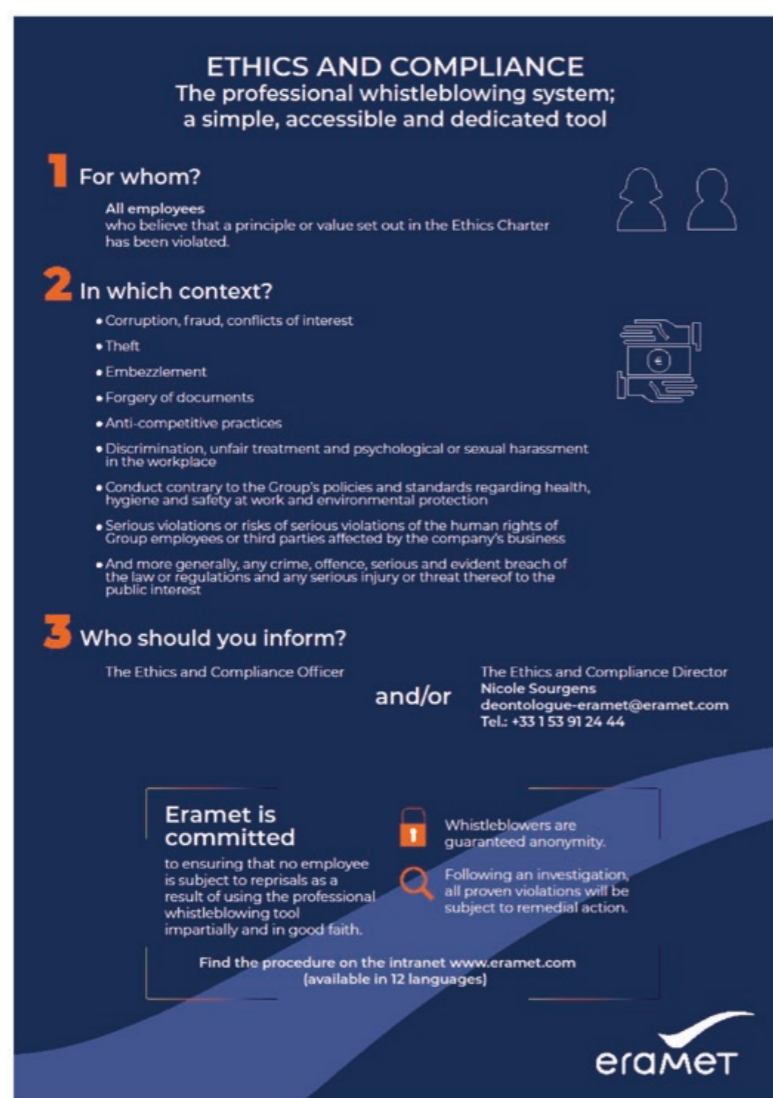 ETHICS AND COMPLIANCE
The professional whistleblowing system;
a simple, accessible and dedicated tool
1 For whom?
All employees
who believe that a principle or value set out in the Ethics Charter
has been violated.
2 In which context?
• Corruption, fraud, conflicts of interest
• Theft
• Embezzlement
• Forgery of documents
• Anti-competitive practices
• Discrimination, unfair treatment and psychological or sexual harassment
in the workplace
• Conduct contrary to the Group's policies and standards regarding health,
hygiene and safety at work and environmental protection
• Serious violations or risks of serious violations of the human rights of
Group employees or third parties affected by the company's business
• And more generally, any crime, offence, serious and evident breach of
the law or regulations and any serious injury or threat thereof to the
public interest
3 Who should you inform?
The Ethics and Compliance Officer
and/or
The Ethics and Compliance Director
Nicole Sourgens
deontologue-eramet@eramet.com
Tel.: +33 1 53 91 24 44
Eramet is
committed
to ensuring that no employee
is subject to reprisals as a
result of using the professional
whistleblowing tool
impartially and in good faith.
Whistleblowers are
guaranteed anonymity.
Following an investigation,
all proven violations will be
subject to remedial action.
Find the procedure on the intranet www.eramet.com
(available in 12 languages)
eramet